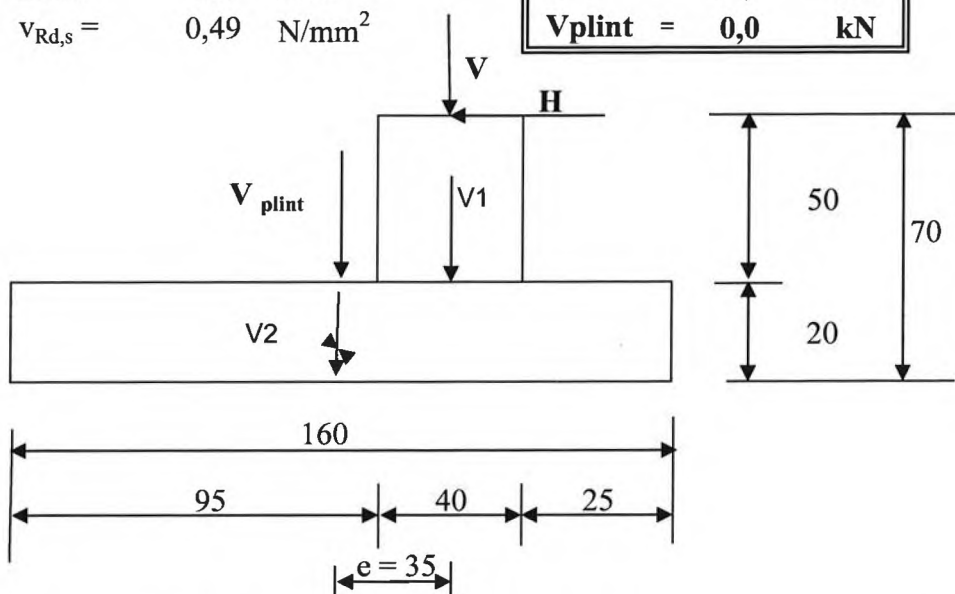 v_Rd,s = 0,49 N/mm²
Vplint = 0,0 kN
V
H
V plint
V1
50
70
V2
20
160
95 40 25
e = 35